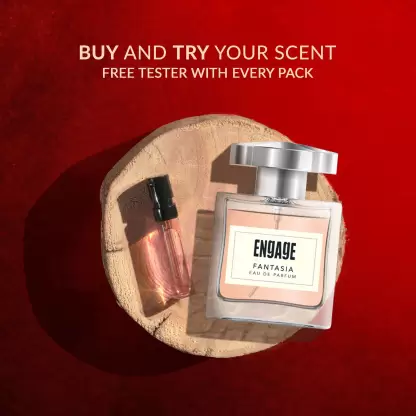 BUY AND TRY YOUR SCENT
FREE TESTER WITH EVERY PACK
ENgAgE
FANTASIA
EAU DE PARFUM